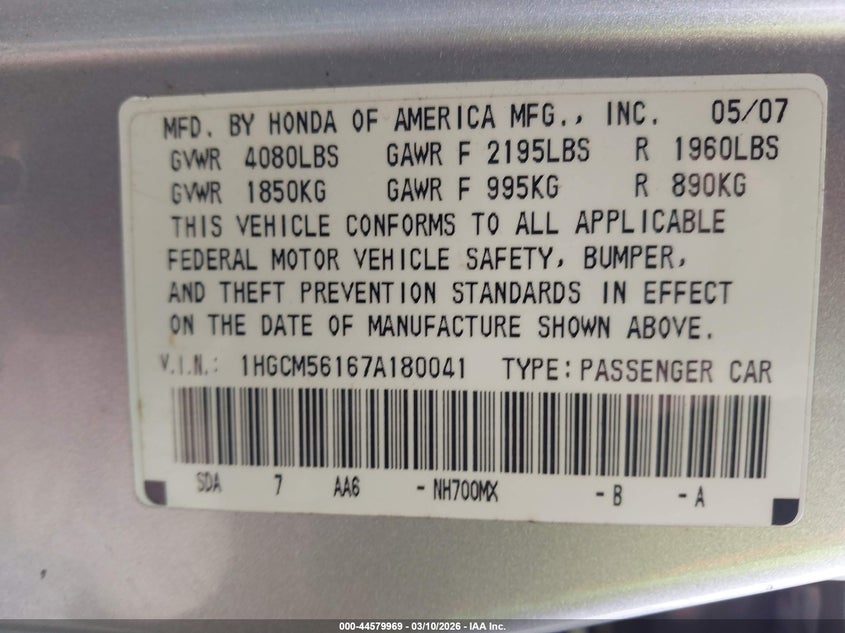 MFD. BY HONDA OF AMERICA MFG., INC. 05/07
GVWR 4080LBS GAWR F 2195LBS R 1960LBS
GVWR 1850KG GAWR F 995KG R 890KG
THIS VEHICLE CONFORMS TO ALL APPLICABLE
FEDERAL MOTOR VEHICLE SAFETY, BUMPER,
AND THEFT PREVENTION STANDARDS IN EFFECT
ON THE DATE OF MANUFACTURE SHOWN ABOVE.
V.I.N.: 1HGCM56167A180041 TYPE: PASSENGER CAR
SDA 7 AA6 -NH700MX -B -A
000-44579969 - 03/10/2026 - IAA Inc.